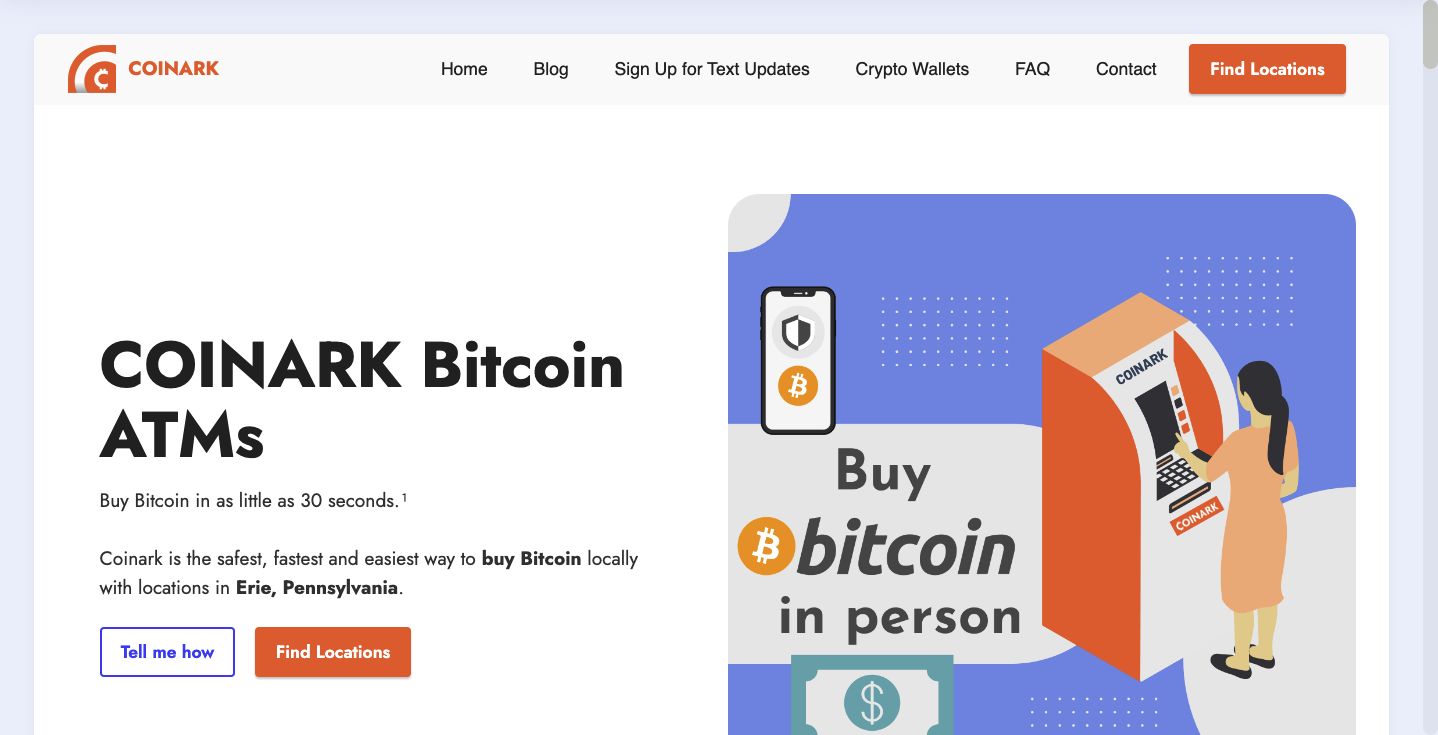 COINARK
Home
Blog
Sign Up for Text Updates
Crypto Wallets
FAQ
Contact
Find Locations
COINARK Bitcoin
ATMs
Buy Bitcoin in as little as 30 seconds.¹
Coinark is the safest, fastest and easiest way to buy Bitcoin locally
with locations in Erie, Pennsylvania.
Tell me how
Find Locations
COINARK
COINARK
Buy
bitcoin
in person
$